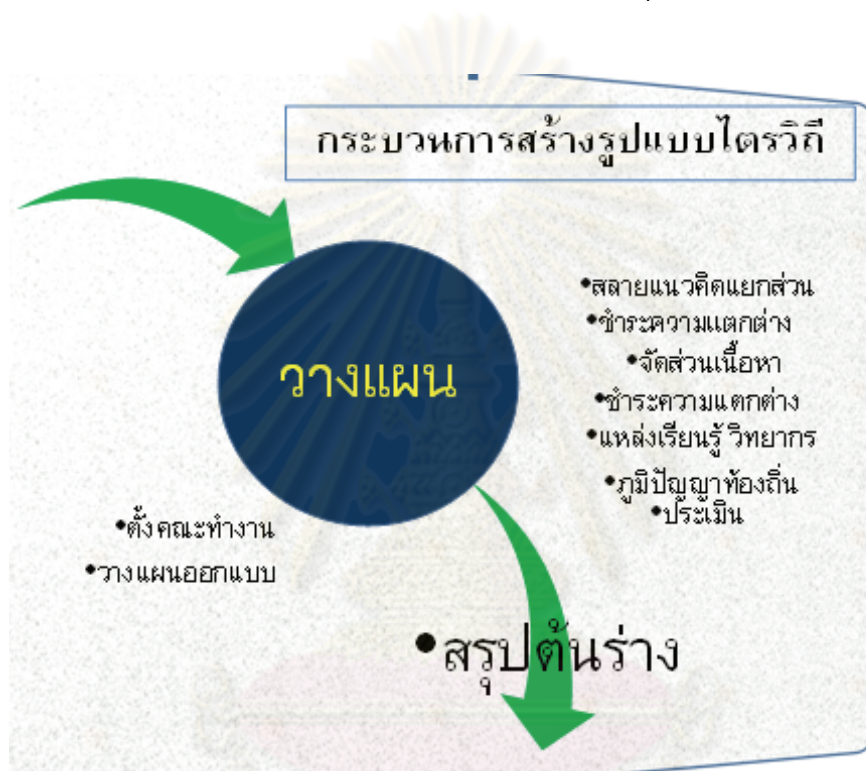 กระบวนการสร้างรูปแบบไตรวิถี
วางแผน
•สลายแนวคิดแยกส่วน
•ชำระความแตกต่าง
•จัดส่วนเนื้อหา
•ชำระความแตกต่าง
•แหล่งเรียนรู้ วิทยากร
•ภูมิปัญญาท้องถิ่น
•ประเมิน
•ตั้งคณะทำงาน
•วางแผนออกแบบ
•สรุปต้นร่าง